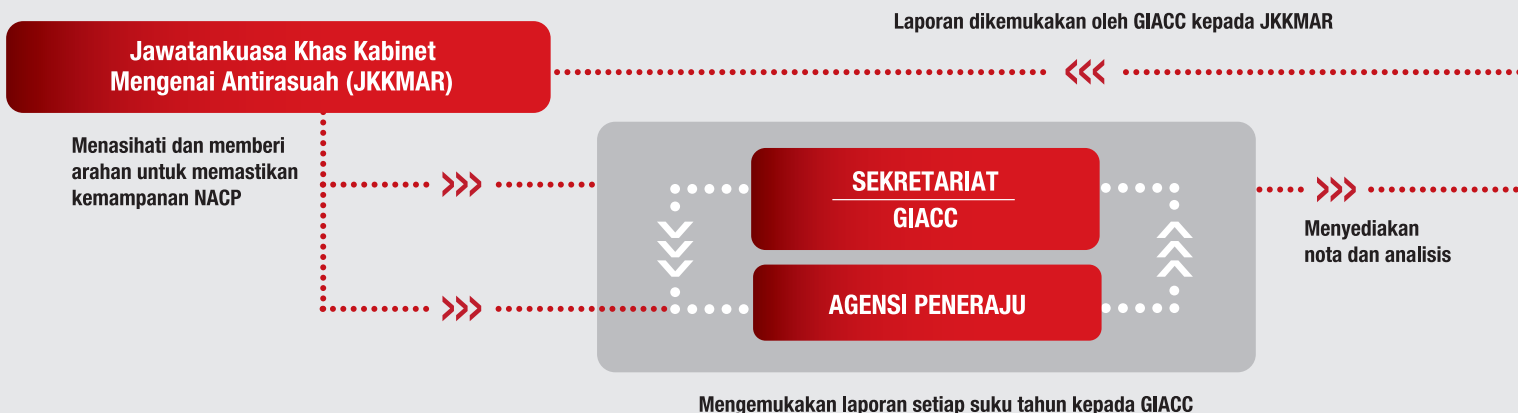 Laporan dikemukakan oleh GIACC kepada JKKMAR
Jawatankuasa Khas Kabinet
Mengenai Antirasuah (JKKMAR)
Menasihati dan memberi
arahan untuk memastikan
kemampanan NACP
SEKRETARIAT
GIACC
AGENSI PENERAJU
Menyediakan
nota dan analisis
Mengemukakan laporan setiap suku tahun kepada GIACC